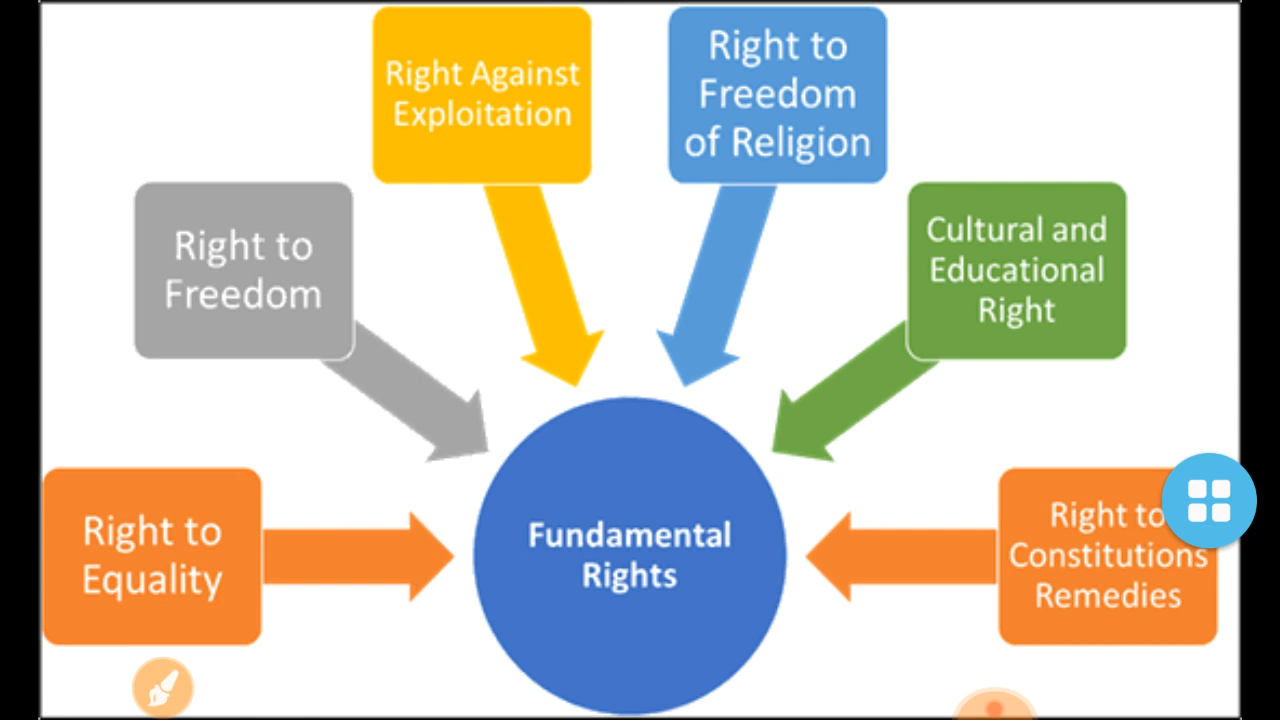 Right Against
Exploitation
Right to
Freedom
of Religion
Right to
Freedom
Cultural and
Educational
Right
Right to
Equality
Fundamental
Rights
Right to
Constitutions
Remedies